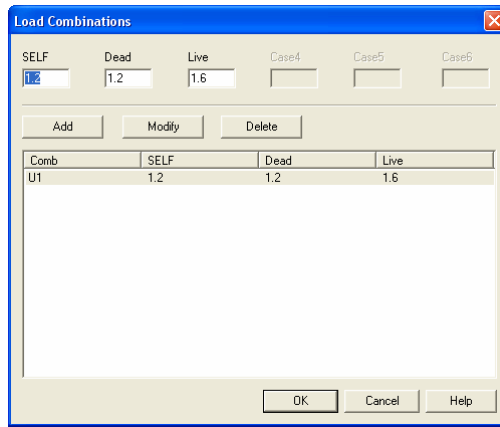 Load Combinations
SELF Dead Live Case4 Case5 Case6
1.2 1.2 1.6
Add Modify Delete
Comb SELF Dead Live
U1 1.2 1.2 1.6
OK Cancel Help